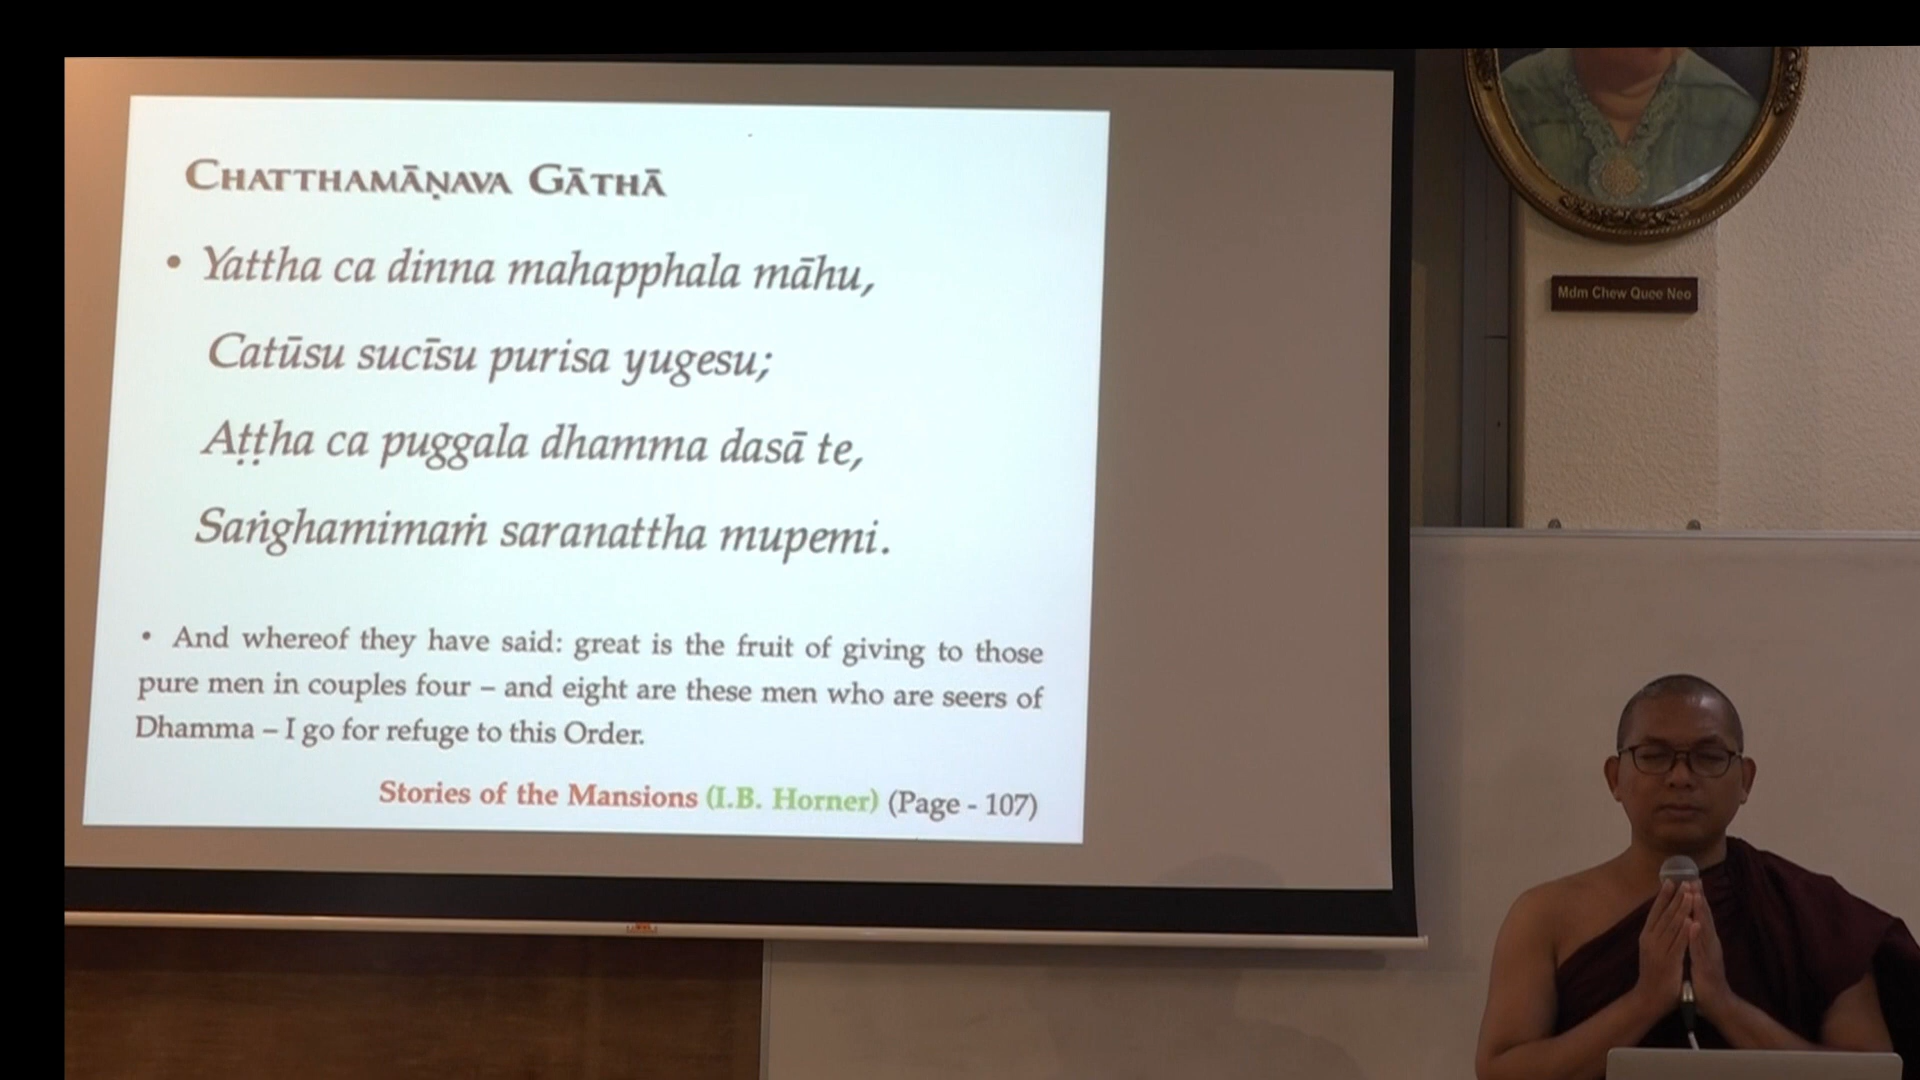 Chatthamāṇava Gāthā
• Yattha ca dinna mahapphala māhu,
Catūsu sucīsu purisa yugesu;
Aṭṭha ca puggala dhamma dasā te,
Saṅghamimaṁ saranattha mupemi.
• And whereof they have said: great is the fruit of giving to those
pure men in couples four – and eight are these men who are seers of
Dhamma – I go for refuge to this Order.
Stories of the Mansions (I.B. Horner) (Page - 107)
Mdm Chew Quee Neo